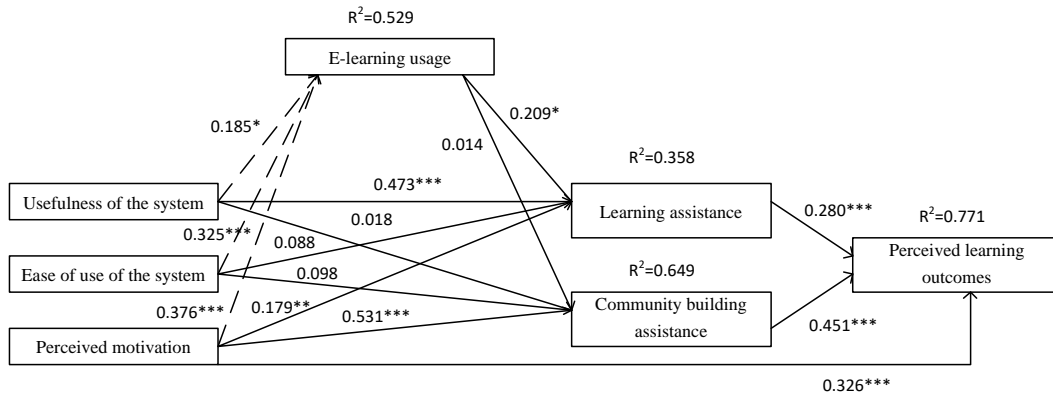 R²=0.529
E-learning usage
0.185*
0.209*
0.014
R²=0.358
Usefulness of the system
0.473***
Learning assistance
0.280***
R²=0.771
0.018
0.325***
0.088
Perceived learning
outcomes
Ease of use of the system
0.098
R²=0.649
0.376***
0.179**
0.531***
Community building
assistance
0.451***
Perceived motivation
0.326***